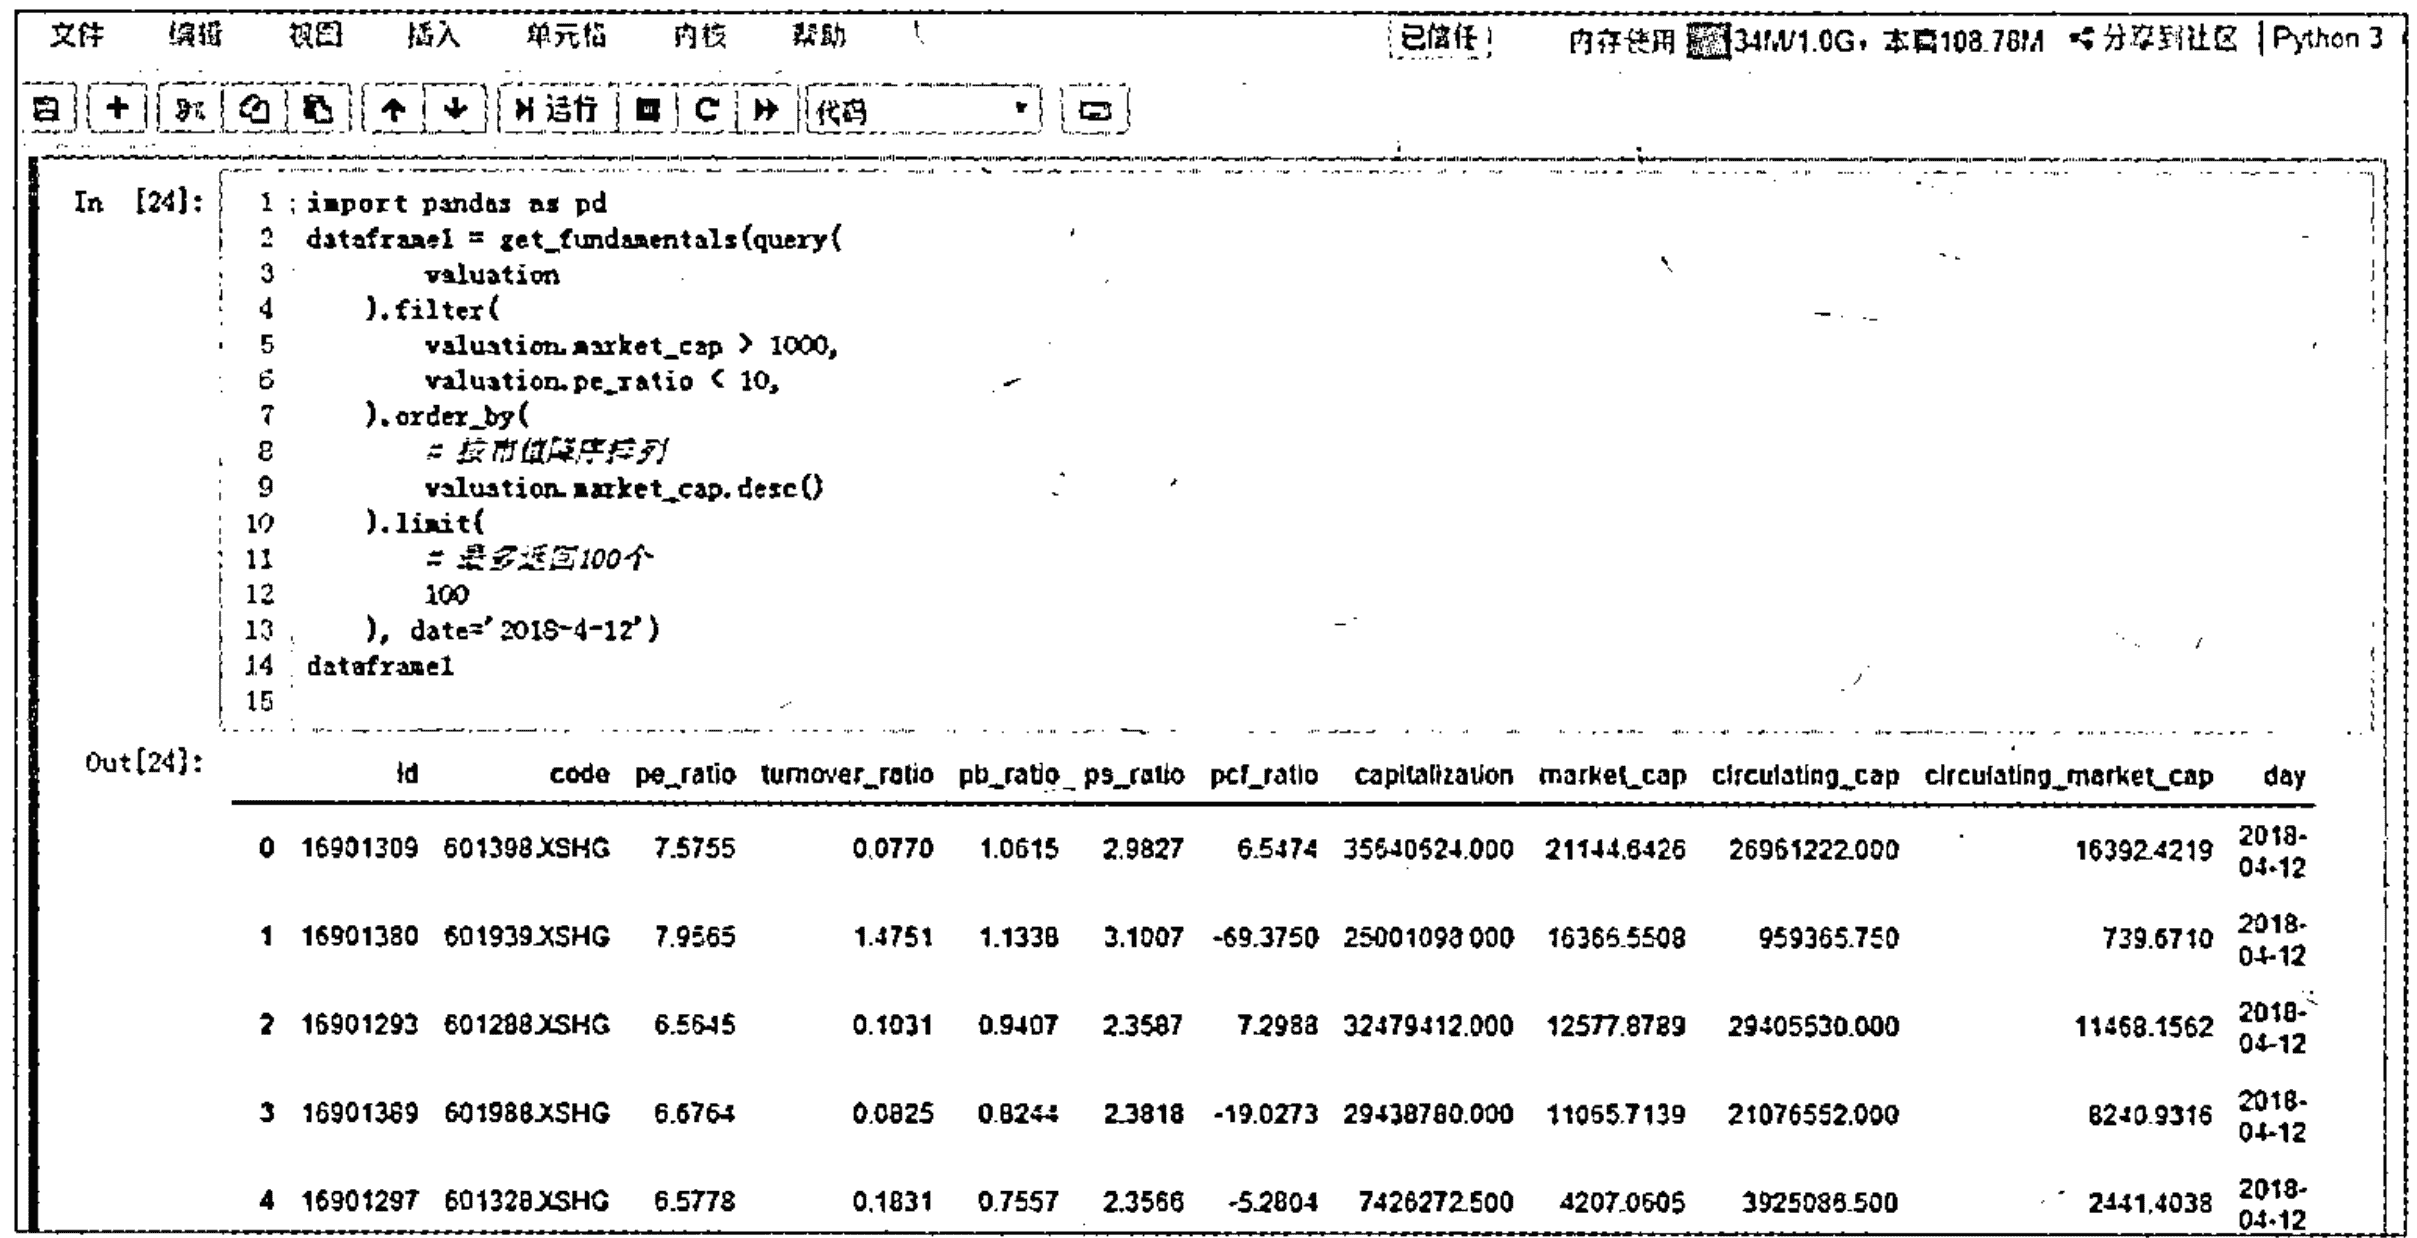 文件 编辑 视图 插入 单元格 内核 帮助 已信任 内存使用 34M/1.0G, 本高108.78M 分享到社区 Python 3
运行 C 代码
In [24]:
1 import pandas as pd
2 dataframe1 = get_fundamentals(query(
3 valuation
4 ).filter(
5 valuation.market_cap > 1000,
6 valuation.pe_ratio < 10,
7 ).order_by(
8 # 按市值降序排列
9 valuation.market_cap.desc()
10 ).limit(
11 # 最多返回100个
12 100
13 ), date='2018-4-12')
14 dataframe1
15
Out[24]:
id code pe_ratio turnover_ratio pb_ratio ps_ratio pcf_ratio capitalization market_cap circulating_cap circulating_market_cap day
0 16901309 601398.XSHG 7.5755 0.0770 1.0615 2.9827 6.5474 35640624.000 21144.6426 26961222.000 16392.4219 2018-04-12
1 16901380 601939.XSHG 7.9565 1.4751 1.1338 3.1007 -69.3750 25001098.000 16366.5508 959365.750 739.6710 2018-04-12
2 16901293 601288.XSHG 6.5645 0.1031 0.9407 2.3587 7.2988 32479412.000 12577.8789 29405530.000 11468.1562 2018-04-12
3 16901389 601988.XSHG 6.6764 0.0825 0.8244 2.3818 -19.0273 29438780.000 11065.7139 21076552.000 8240.9316 2018-04-12
4 16901297 601328.XSHG 6.5778 0.1831 0.7557 2.3566 -5.2804 7426272.500 4207.0605 3925086.500 2441.4038 2018-04-12